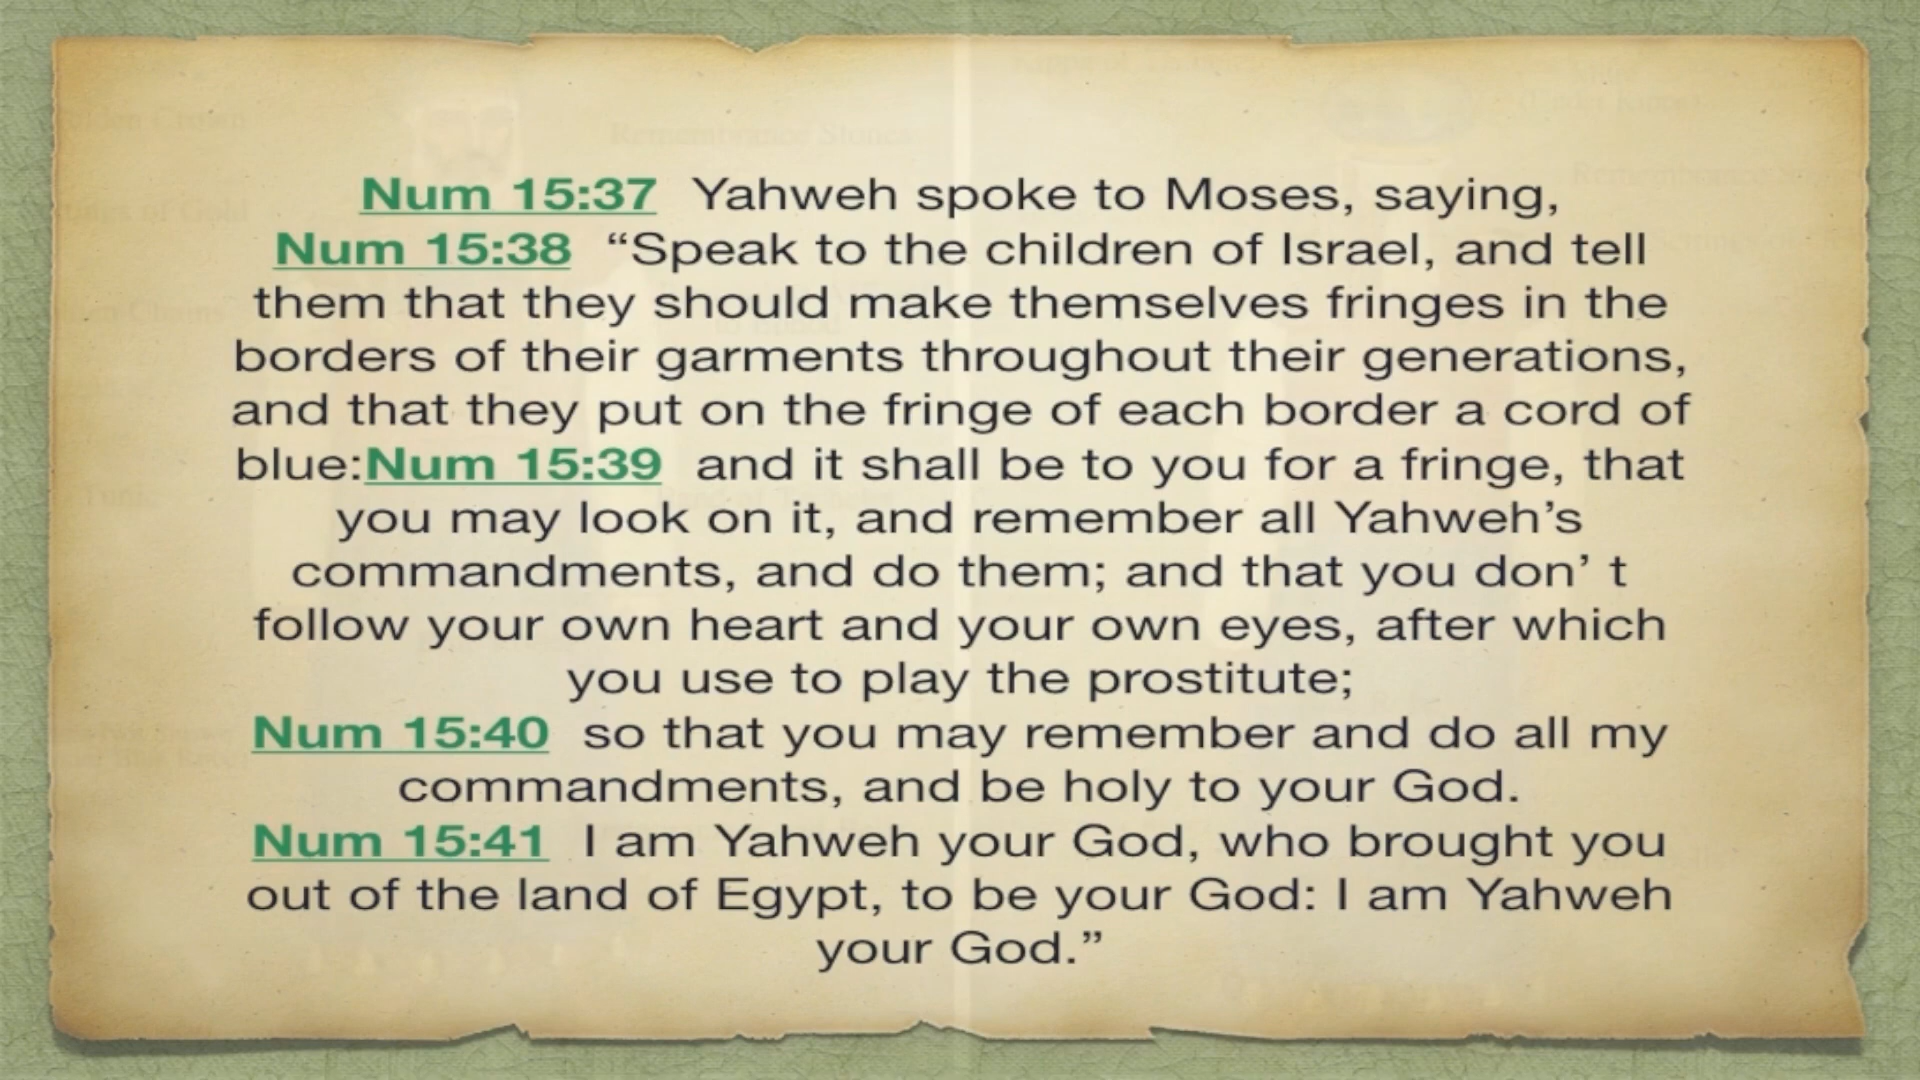 Num 15:37 Yahweh spoke to Moses, saying,
Num 15:38 “Speak to the children of Israel, and tell
them that they should make themselves fringes in the
borders of their garments throughout their generations,
and that they put on the fringe of each border a cord of
blue:Num 15:39 and it shall be to you for a fringe, that
you may look on it, and remember all Yahweh’s
commandments, and do them; and that you don’ t
follow your own heart and your own eyes, after which
you use to play the prostitute;
Num 15:40 so that you may remember and do all my
commandments, and be holy to your God.
Num 15:41 I am Yahweh your God, who brought you
out of the land of Egypt, to be your God: I am Yahweh
your God.”